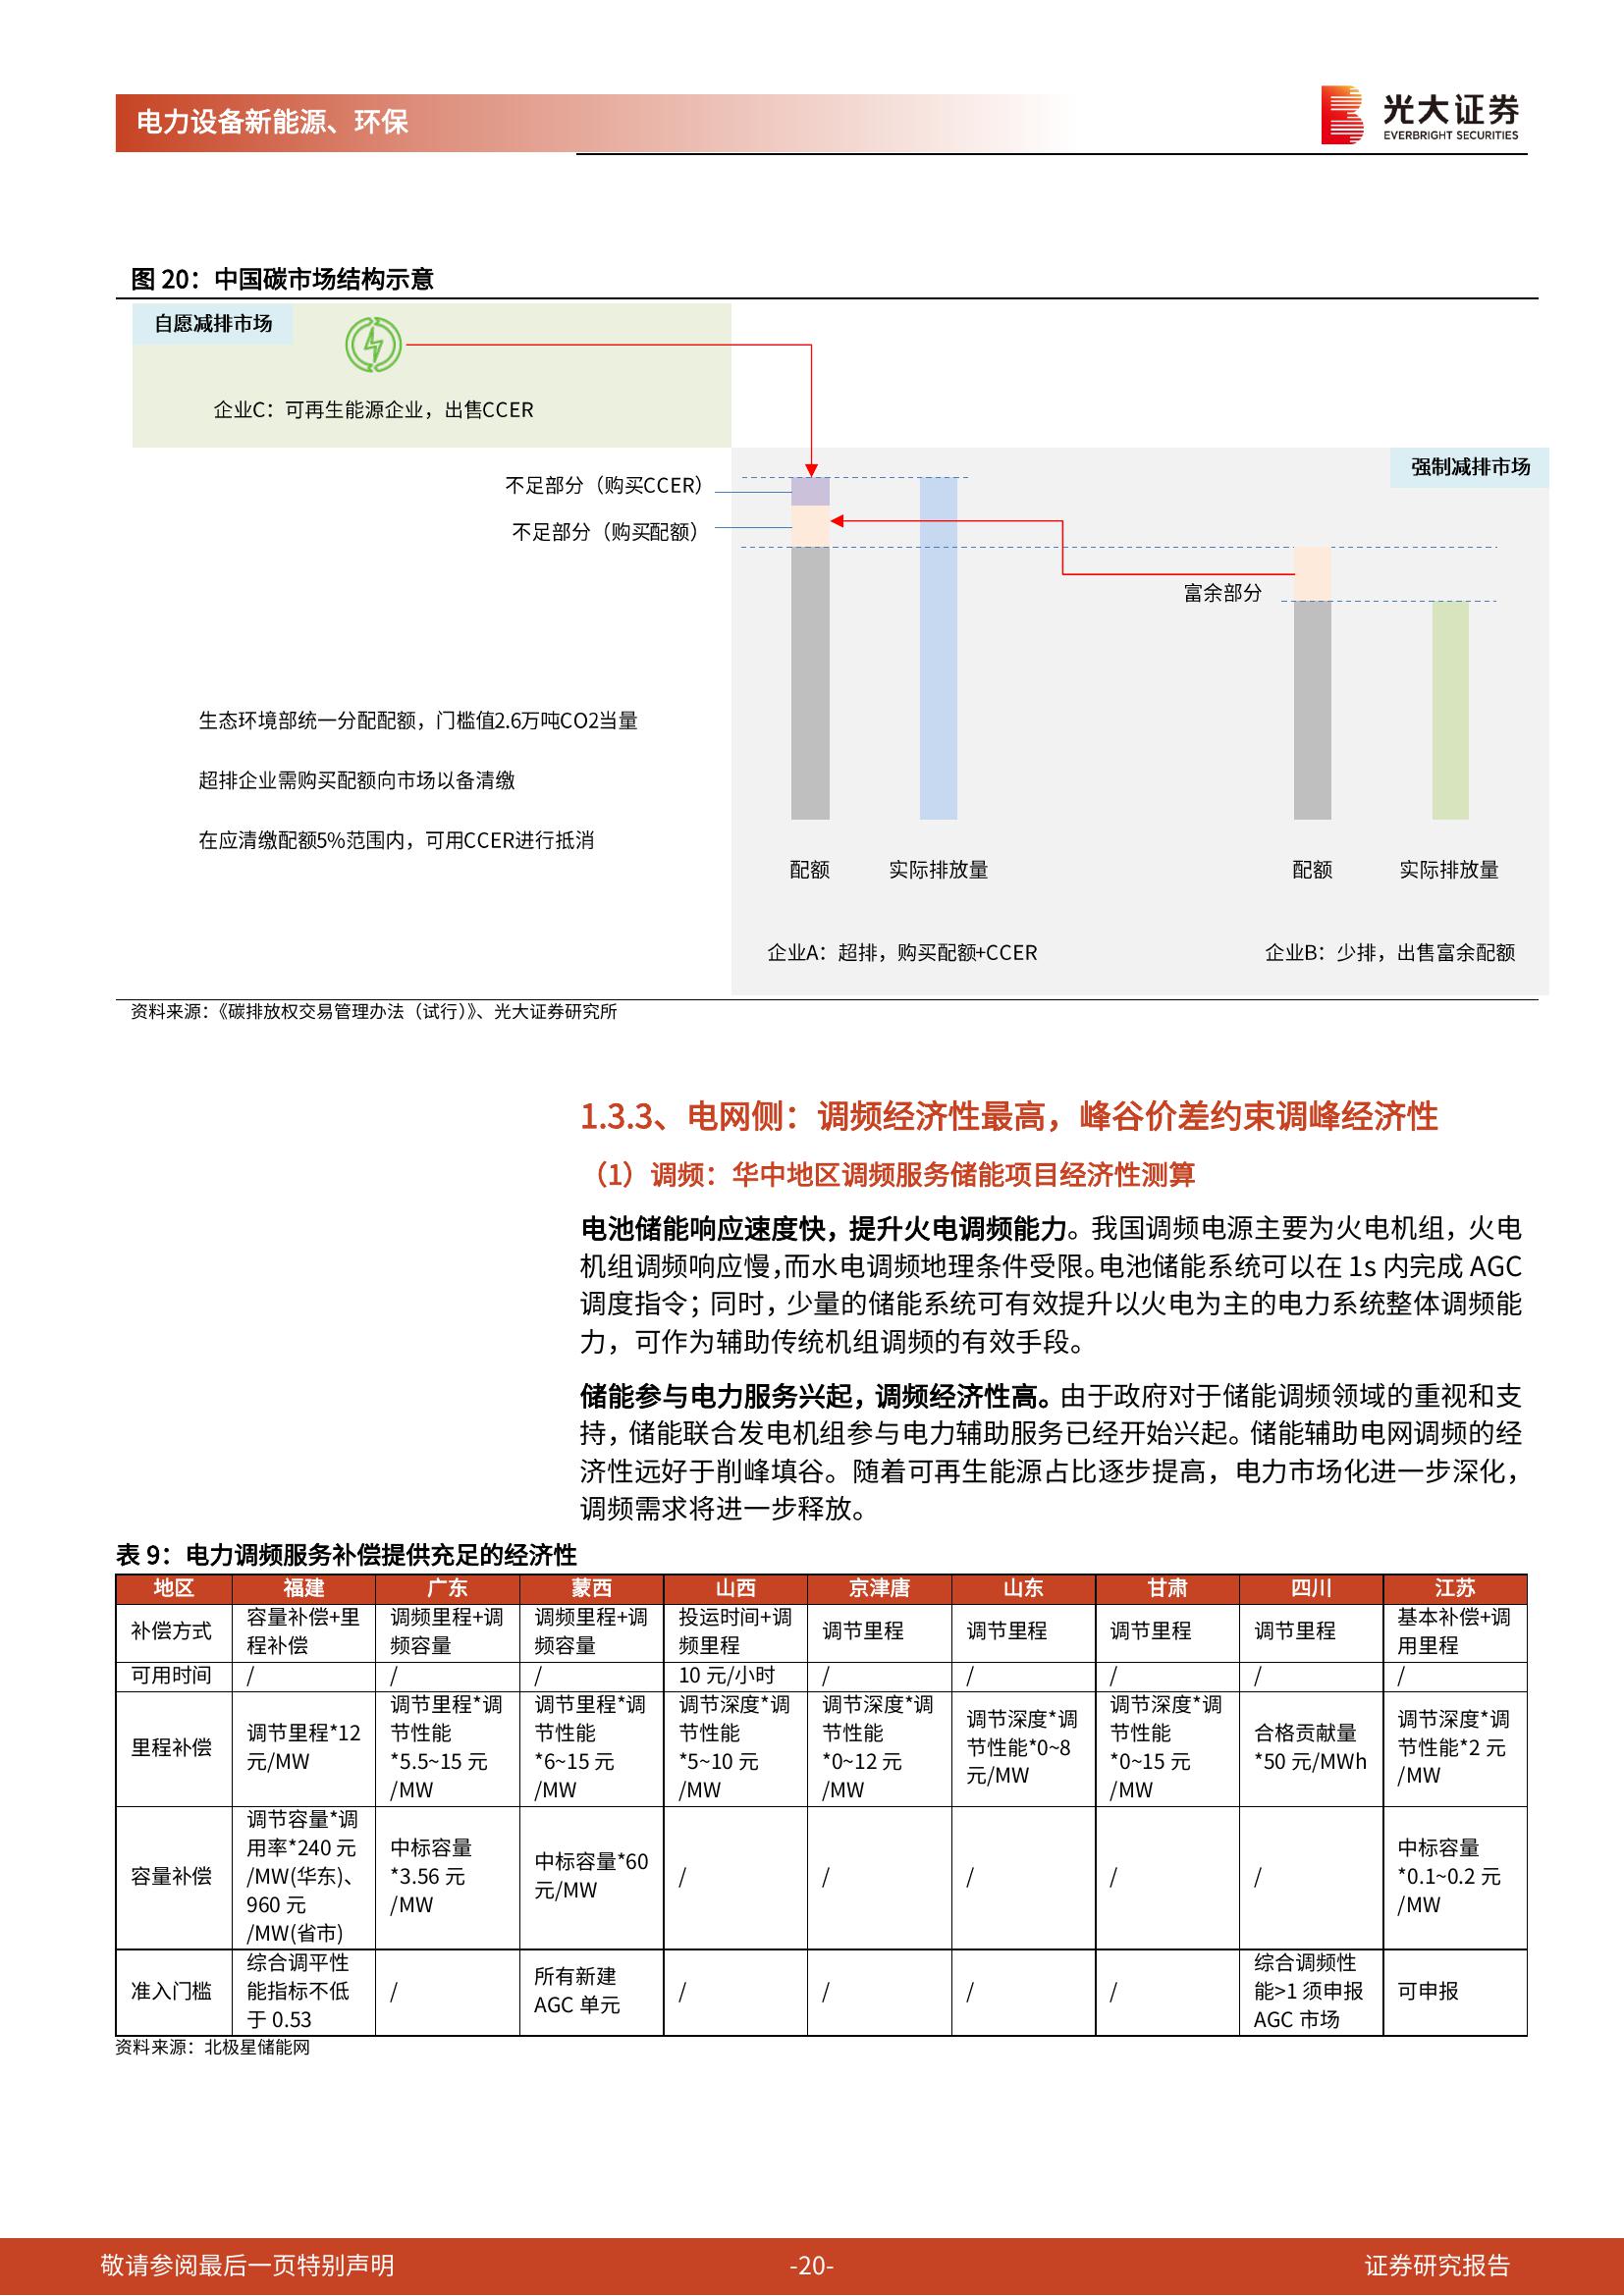 电力设备新能源、环保
光大证券
EVERBRIGHT SECURITIES
图 20：中国碳市场结构示意
自愿减排市场
企业C：可再生能源企业，出售CCER
强制减排市场
不足部分（购买CCER）
不足部分（购买配额）
富余部分
生态环境部统一分配配额，门槛值2.6万吨CO2当量
超排企业需购买配额向市场以备清缴
在应清缴配额5%范围内，可用CCER进行抵消
配额 实际排放量 配额 实际排放量
企业A：超排，购买配额+CCER 企业B：少排，出售富余配额
资料来源：《碳排放权交易管理办法（试行）》、光大证券研究所
1.3.3、电网侧：调频经济性最高，峰谷价差约束调峰经济性
（1）调频：华中地区调频服务储能项目经济性测算
电池储能响应速度快，提升火电调频能力。我国调频电源主要为火电机组，火电
机组调频响应慢，而水电调频地理条件受限。电池储能系统可以在 1s 内完成 AGC
调度指令；同时，少量的储能系统可有效提升以火电为主的电力系统整体调频能
力，可作为辅助传统机组调频的有效手段。
储能参与电力服务兴起，调频经济性高。由于政府对于储能调频领域的重视和支
持，储能联合发电机组参与电力辅助服务已经开始兴起。储能辅助电网调频的经
济性远好于削峰填谷。随着可再生能源占比逐步提高，电力市场化进一步深化，
调频需求将进一步释放。
表 9：电力调频服务补偿提供充足的经济性
地区 福建 广东 蒙西 山西 京津唐 山东 甘肃 四川 江苏
补偿方式 容量补偿+里程补偿 调频里程+调频容量 调频里程+调频容量 投运时间+调频里程 调节里程 调节里程 调节里程 调节里程 基本补偿+调用里程
可用时间 / / / 10 元/小时 / / / / /
里程补偿 调节里程*12 元/MW 调节里程*调节性能*5.5~15 元/MW 调节里程*调节性能*6~15 元/MW 调节深度*调节性能*5~10 元/MW 调节深度*调节性能*0~12 元/MW 调节深度*调节性能*0~8 元/MW 调节深度*调节性能*0~15 元/MW 合格贡献量*50 元/MWh 调节深度*调节性能*2 元/MW
容量补偿 调节容量*调用率*240 元/MW(华东)、960 元/MW(省市) 中标容量*3.56 元/MW 中标容量*60 元/MW / / / / / 中标容量*0.1~0.2 元/MW
准入门槛 综合调平性能指标不低于 0.53 / 所有新建 AGC 单元 / / / / 综合调频性能>1 须申报 AGC 市场 可申报
资料来源：北极星储能网
敬请参阅最后一页特别声明 -20- 证券研究报告